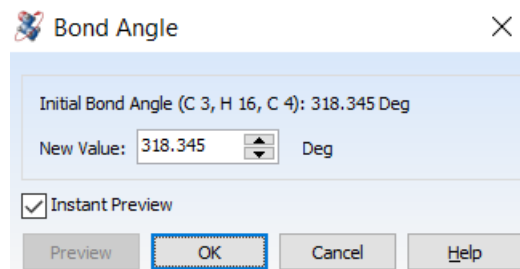 Bond Angle
Initial Bond Angle (C 3, H 16, C 4): 318.345 Deg
New Value: 318.345 Deg
Instant Preview
Preview OK Cancel Help